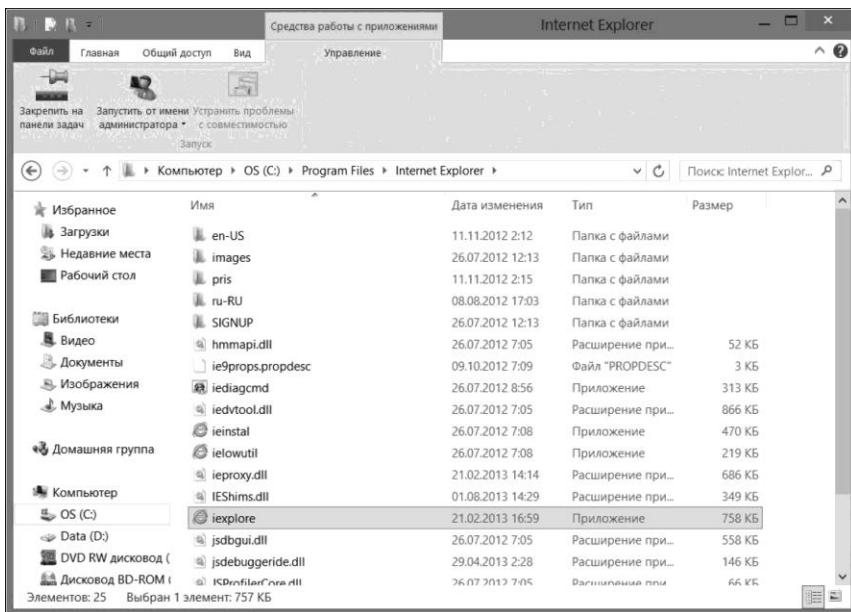 Средства работы с приложениями
Internet Explorer
Файл Главная Общий доступ Вид Управление
Закрепить на панели задач
Запустить от имени администратора
Устранить проблемы с совместимостью
Запуск
Компьютер OS (C:) Program Files Internet Explorer
Поиск: Internet Explor...
Избранное
Загрузки
Недавние места
Рабочий стол
Библиотеки
Видео
Документы
Изображения
Музыка
Домашняя группа
Компьютер
OS (C:)
Data (D:)
DVD RW дисковод (
Дисковод BD-ROM (
Имя Дата изменения Тип Размер
en-US 11.11.2012 2:12 Папка с файлами
images 26.07.2012 12:13 Папка с файлами
pris 11.11.2012 2:15 Папка с файлами
ru-RU 08.08.2012 17:03 Папка с файлами
SIGNUP 26.07.2012 12:13 Папка с файлами
hmmapi.dll 26.07.2012 7:05 Расширение при... 52 КБ
ie9props.propdesc 09.10.2012 7:09 Файл "PROPDESC" 3 КБ
iediagcmd 26.07.2012 8:56 Приложение 313 КБ
iedvtool.dll 26.07.2012 7:05 Расширение при... 866 КБ
ieinstal 26.07.2012 7:08 Приложение 470 КБ
ielowutil 26.07.2012 7:08 Приложение 219 КБ
ieproxy.dll 21.02.2013 14:14 Расширение при... 686 КБ
IEShims.dll 01.08.2013 14:29 Расширение при... 349 КБ
iexplore 21.02.2013 16:59 Приложение 758 КБ
jsdbgui.dll 26.07.2012 7:05 Расширение при... 558 КБ
jsdebuggeride.dll 29.04.2013 2:28 Расширение при... 146 КБ
JSProfilerCore.dll 26.07.2012 7:05 Расширение при... 66 КБ
Элементов: 25 Выбран 1 элемент: 757 КБ